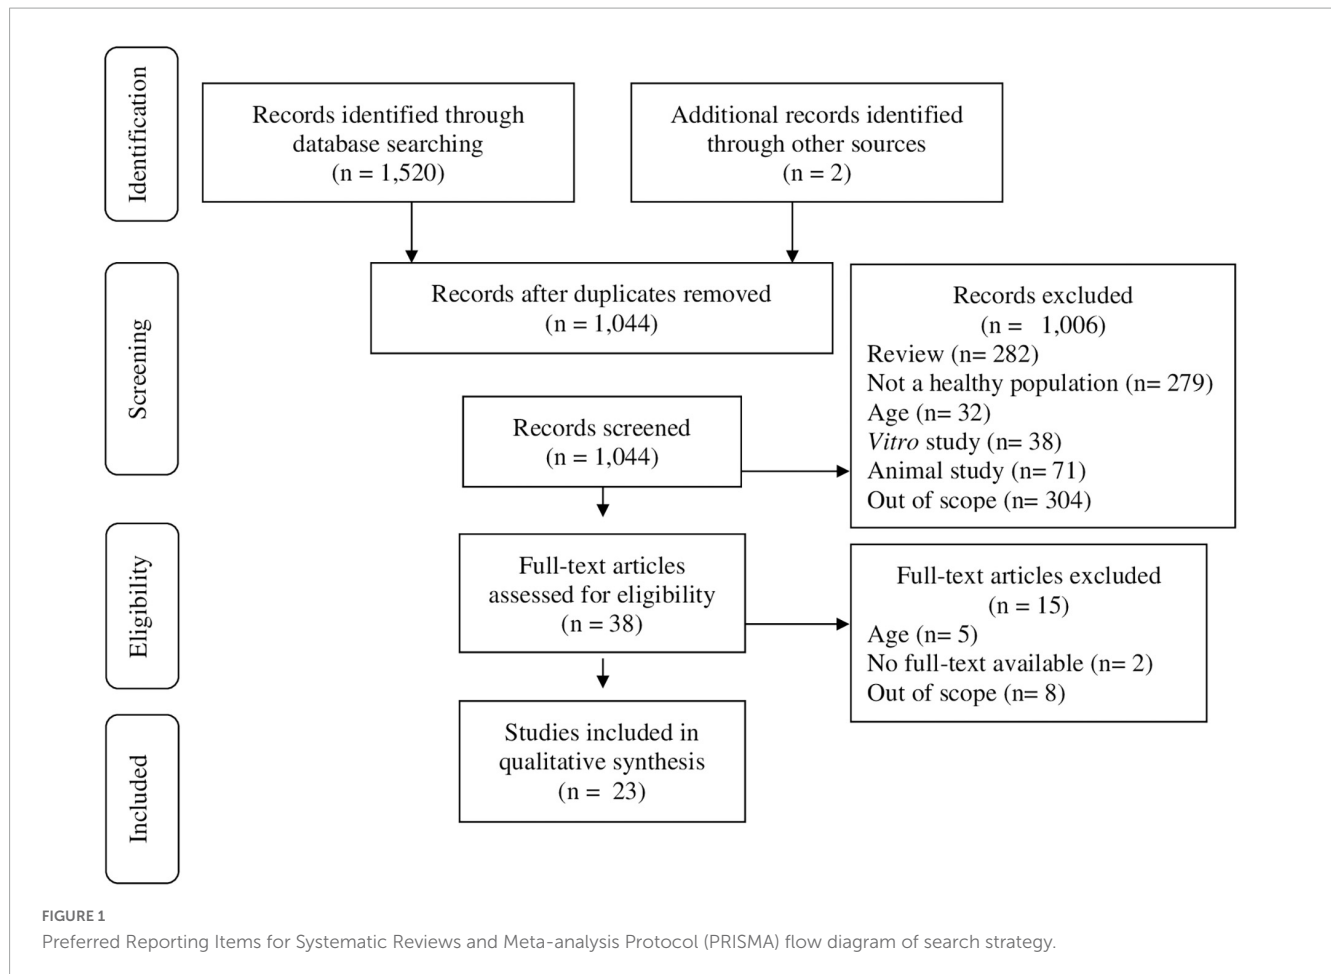 Identification
Records identified through
database searching
(n = 1,520)
Additional records identified
through other sources
(n = 2)
Screening
Records after duplicates removed
(n = 1,044)
Records screened
(n = 1,044)
Records excluded
(n = 1,006)
Review (n= 282)
Not a healthy population (n= 279)
Age (n= 32)
Vitro study (n= 38)
Animal study (n= 71)
Out of scope (n= 304)
Eligibility
Full-text articles
assessed for eligibility
(n = 38)
Full-text articles excluded
(n = 15)
Age (n= 5)
No full-text available (n= 2)
Out of scope (n= 8)
Included
Studies included in
qualitative synthesis
(n = 23)
FIGURE 1
Preferred Reporting Items for Systematic Reviews and Meta-analysis Protocol (PRISMA) flow diagram of search strategy.